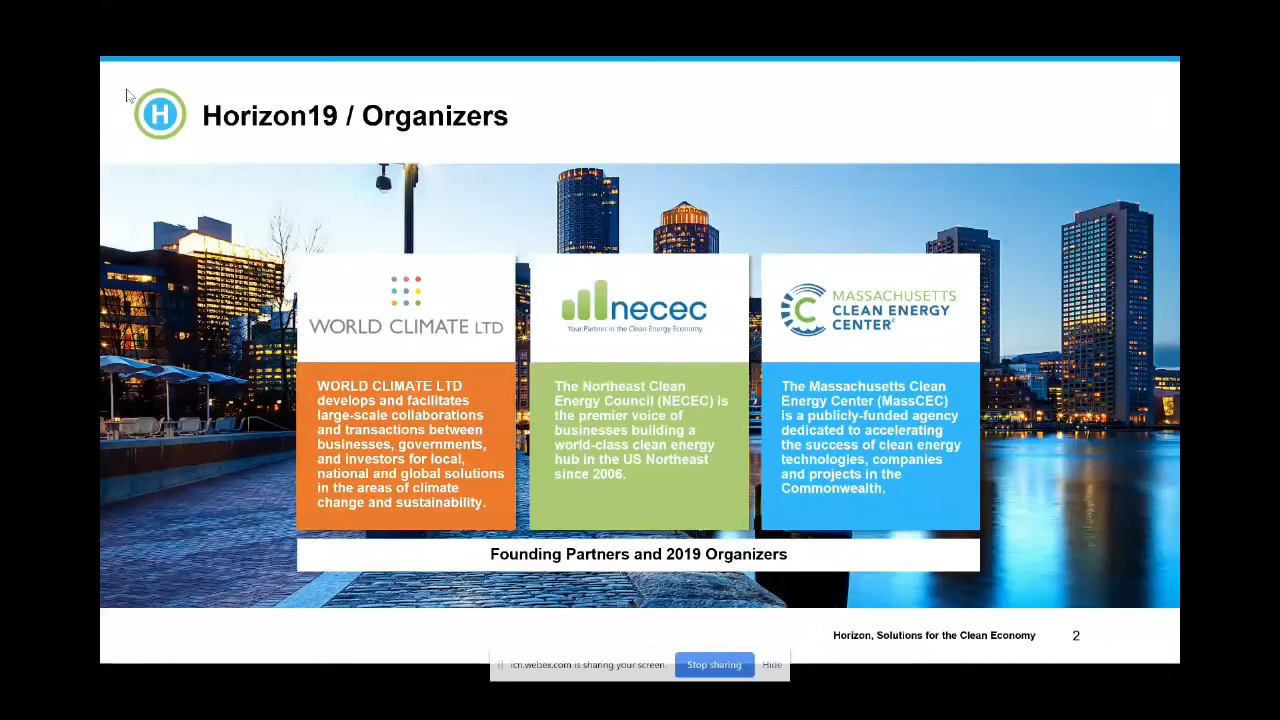 H
Horizon19 / Organizers
WORLD CLIMATE LTD
necec
Your Partner in the Clean Energy Economy
C
MASSACHUSETTS
CLEAN ENERGY
CENTER®
WORLD CLIMATE LTD
develops and facilitates
large-scale collaborations
and transactions between
businesses, governments,
and investors for local,
national and global solutions
in the areas of climate
change and sustainability.
The Northeast Clean
Energy Council (NECEC) is
the premier voice of
businesses building a
world-class clean energy
hub in the US Northeast
since 2006.
The Massachusetts Clean
Energy Center (MassCEC)
is a publicly-funded agency
dedicated to accelerating
the success of clean energy
technologies, companies
and projects in the
Commonwealth.
Founding Partners and 2019 Organizers
Horizon, Solutions for the Clean Economy 2
icn.webex.com is sharing your screen. Stop sharing Hide